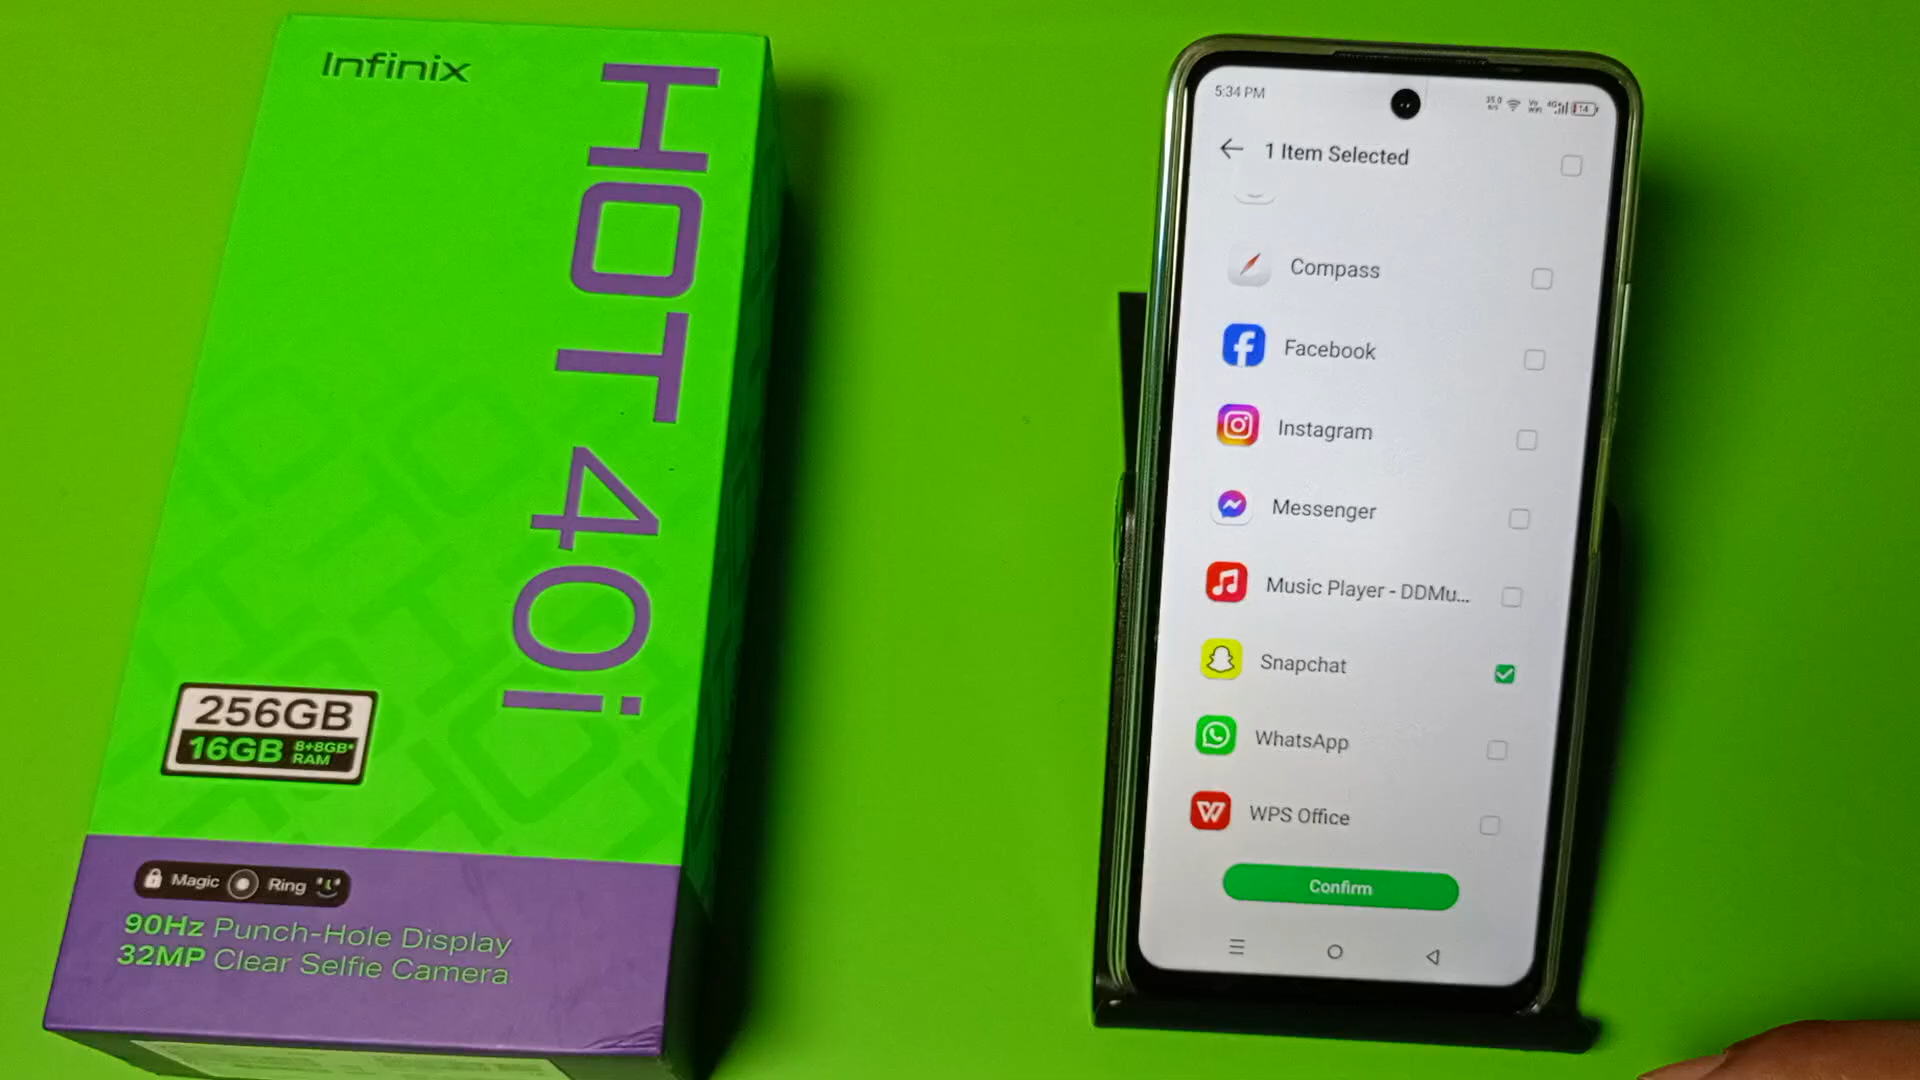 Infinix
HOT 40i
256GB
16GB 8+8GB*
RAM
Magic Ring
90Hz Punch-Hole Display
32MP Clear Selfie Camera
5:34 PM
14
1 Item Selected
Compass
Facebook
Instagram
Messenger
Music Player - DDMu...
Snapchat
WhatsApp
WPS Office
Confirm